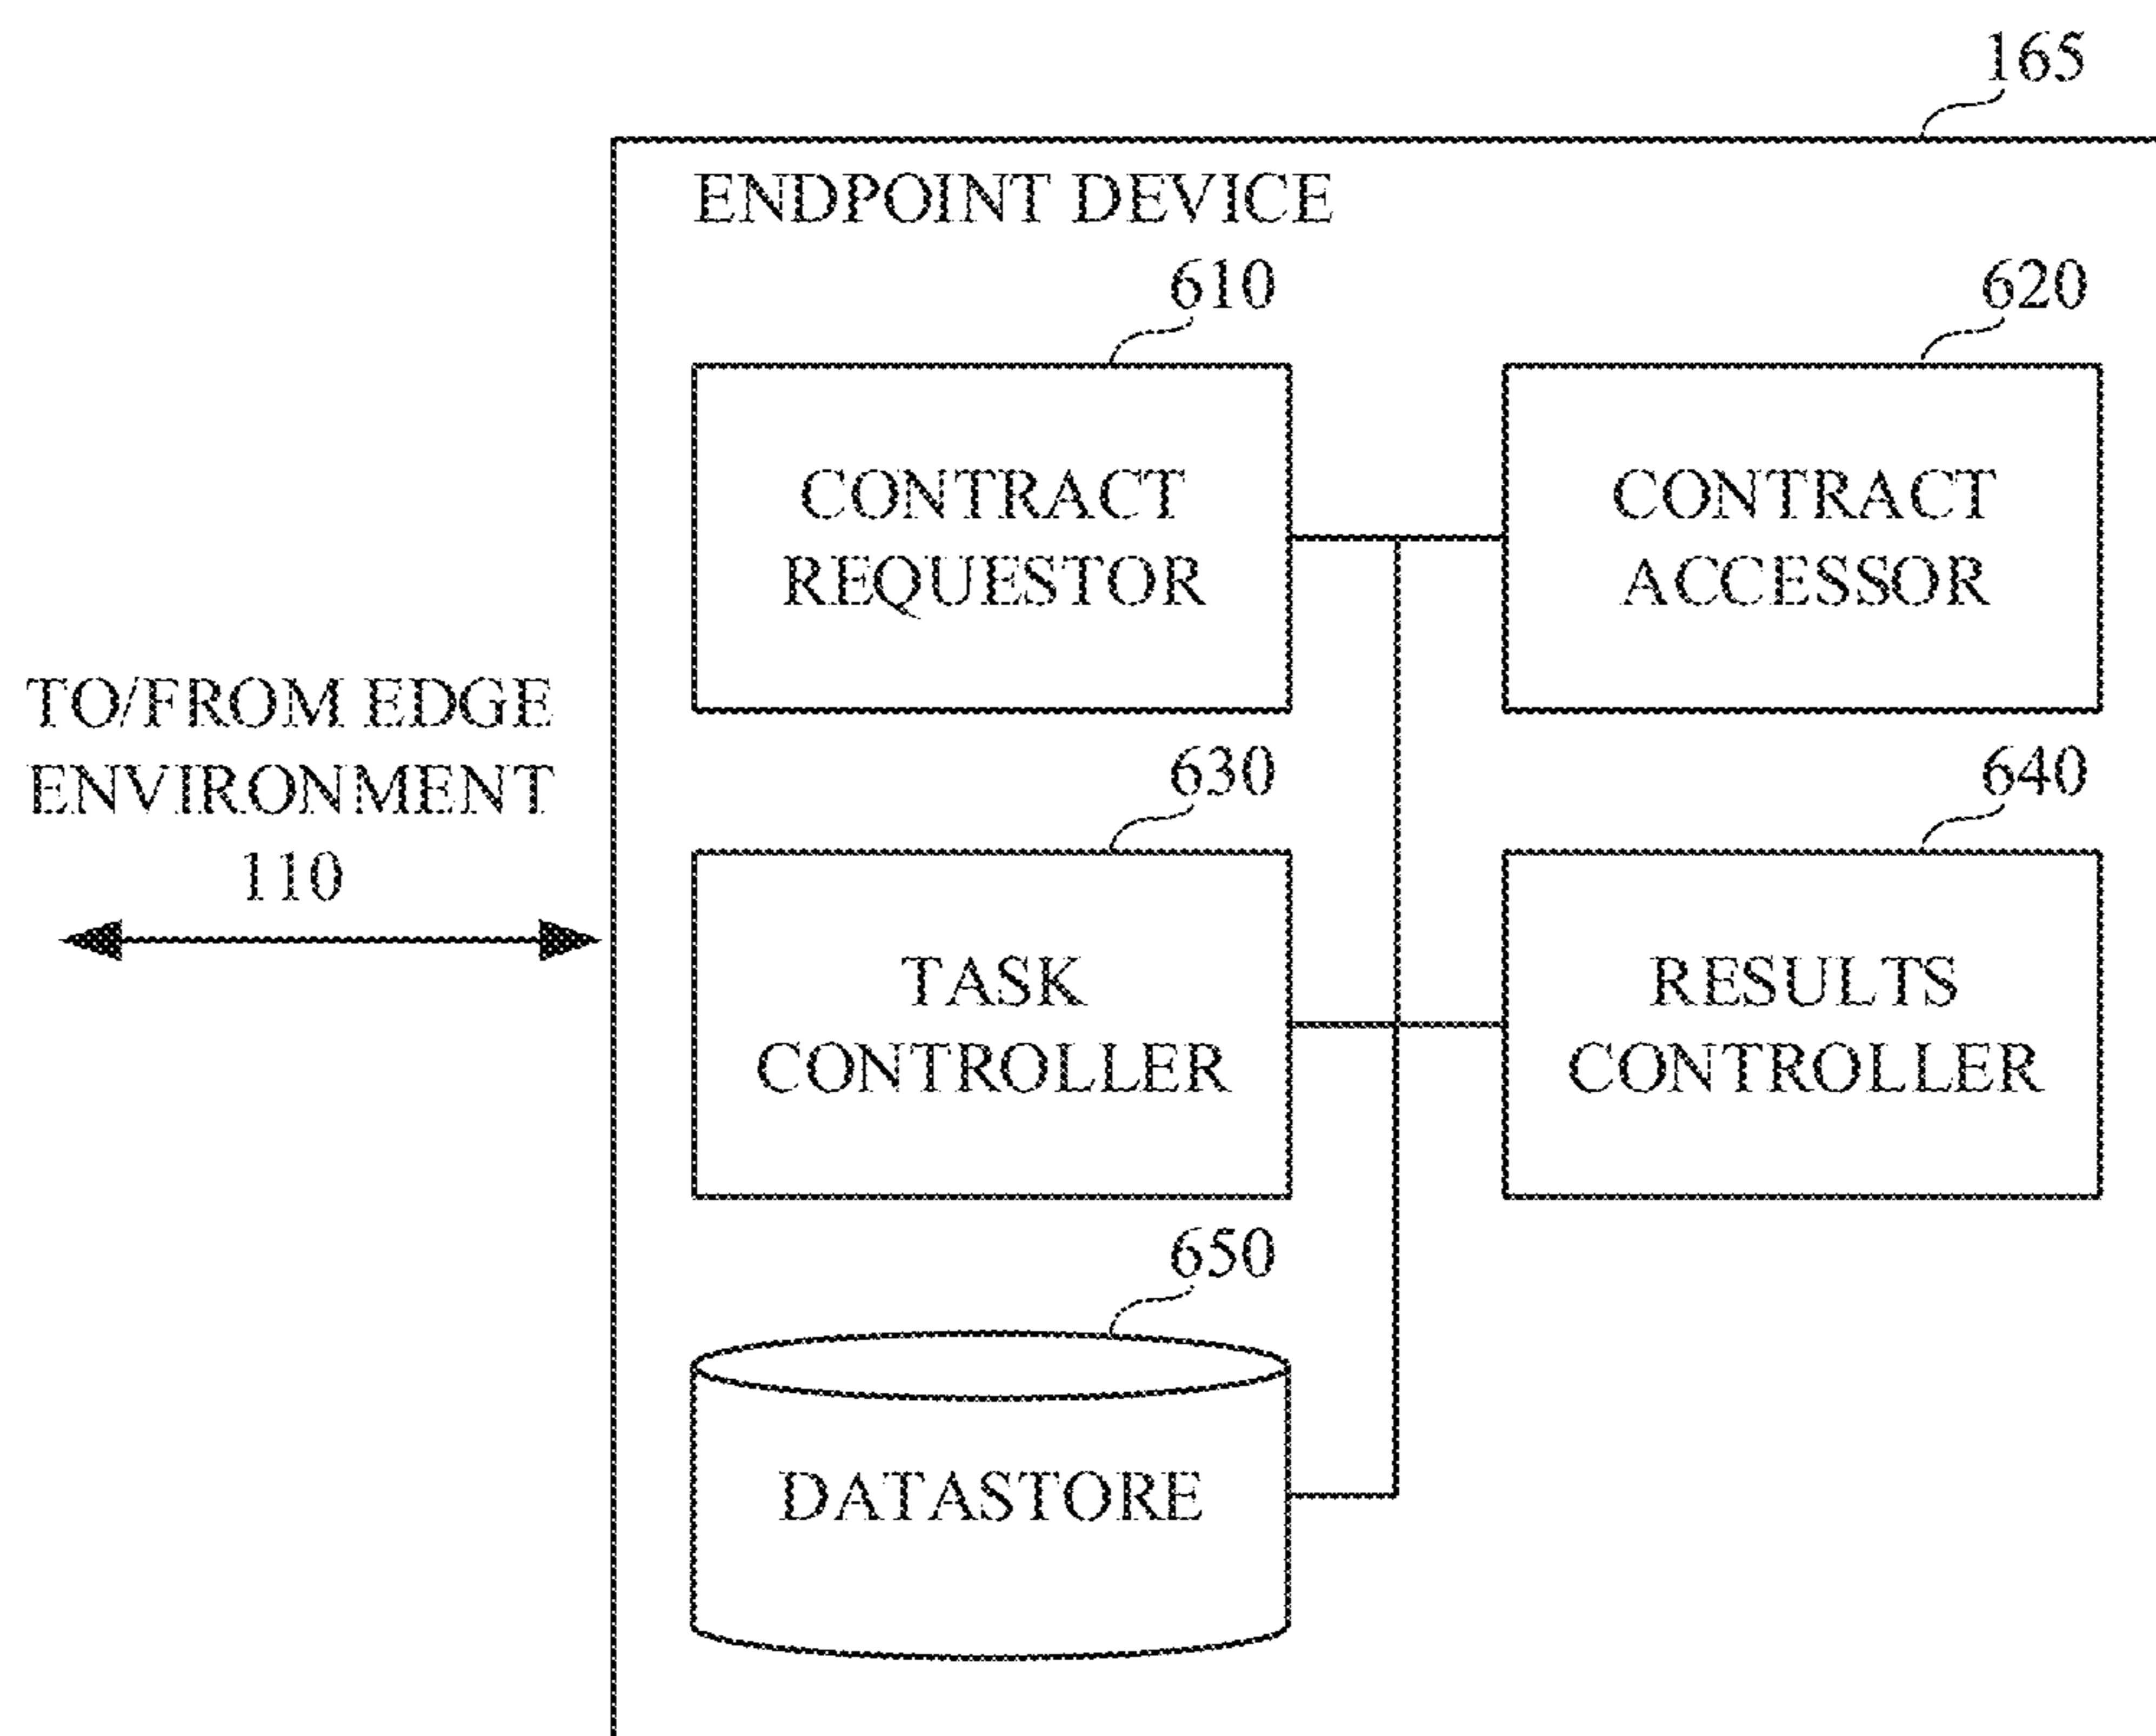 165
ENDPOINT DEVICE
610
620
CONTRACT
REQUESTOR
CONTRACT
ACCESSOR
TO/FROM EDGE
ENVIRONMENT
110
630
640
TASK
CONTROLLER
RESULTS
CONTROLLER
650
DATASTORE